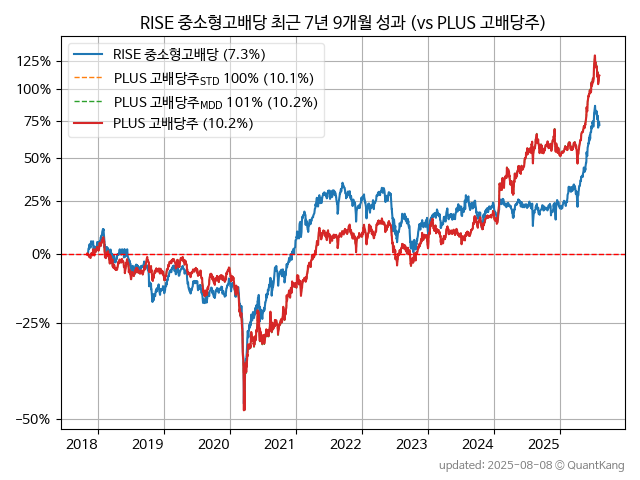 RISE 중소형고배당 최근 7년 9개월 성과 (vs PLUS 고배당주)
RISE 중소형고배당 (7.3%)
PLUS 고배당주STD 100% (10.1%)
PLUS 고배당주MDD 101% (10.2%)
PLUS 고배당주 (10.2%)
125%
100%
75%
50%
25%
0%
−25%
−50%
2018 2019 2020 2021 2022 2023 2024 2025
updated: 2025-08-08 © QuantKang